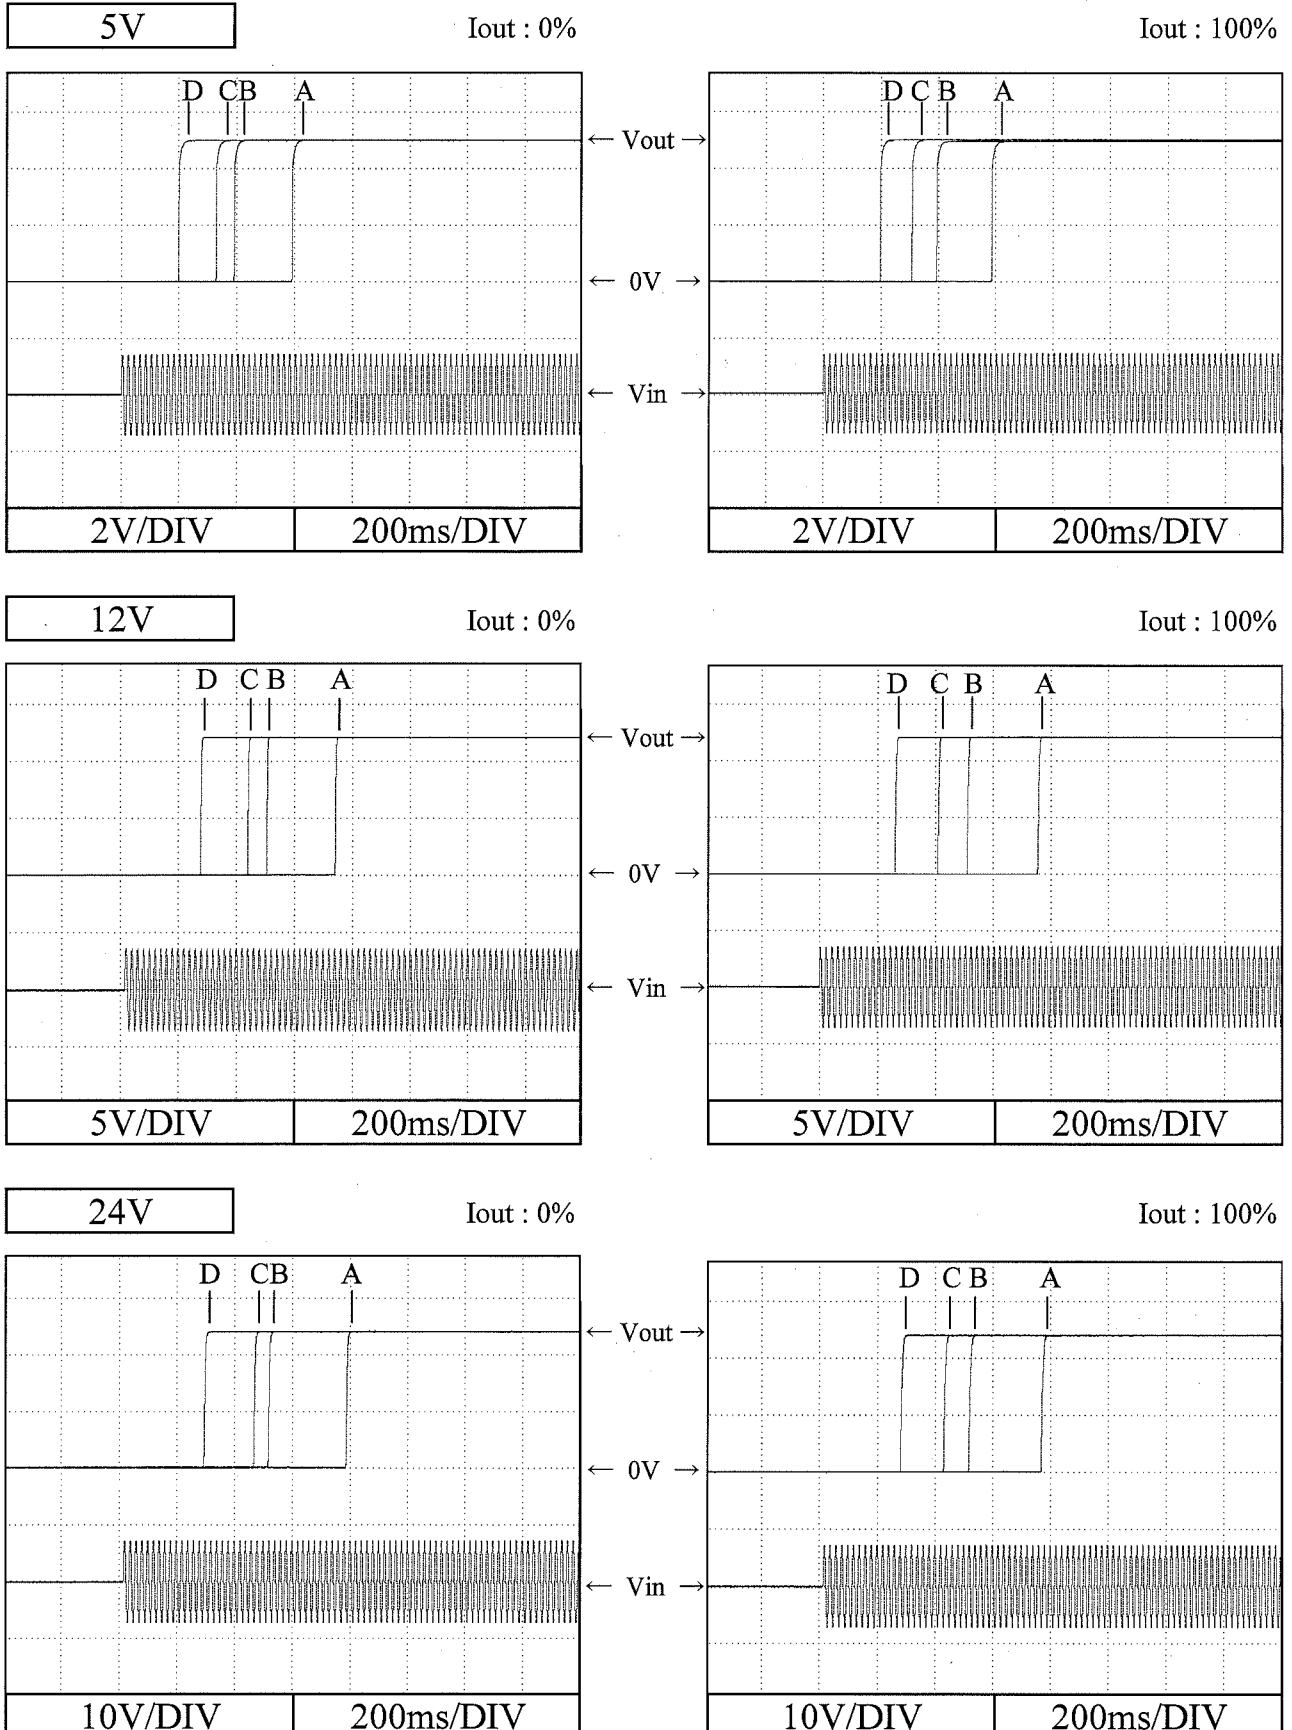 5V Iout : 0% Iout : 100%
D C B A D C B A
← Vout →
← 0V →
← Vin →
2V/DIV 200ms/DIV 2V/DIV 200ms/DIV
12V Iout : 0% Iout : 100%
D C B A D C B A
← Vout →
← 0V →
← Vin →
5V/DIV 200ms/DIV 5V/DIV 200ms/DIV
24V Iout : 0% Iout : 100%
D C B A D C B A
← Vout →
← 0V →
← Vin →
10V/DIV 200ms/DIV 10V/DIV 200ms/DIV